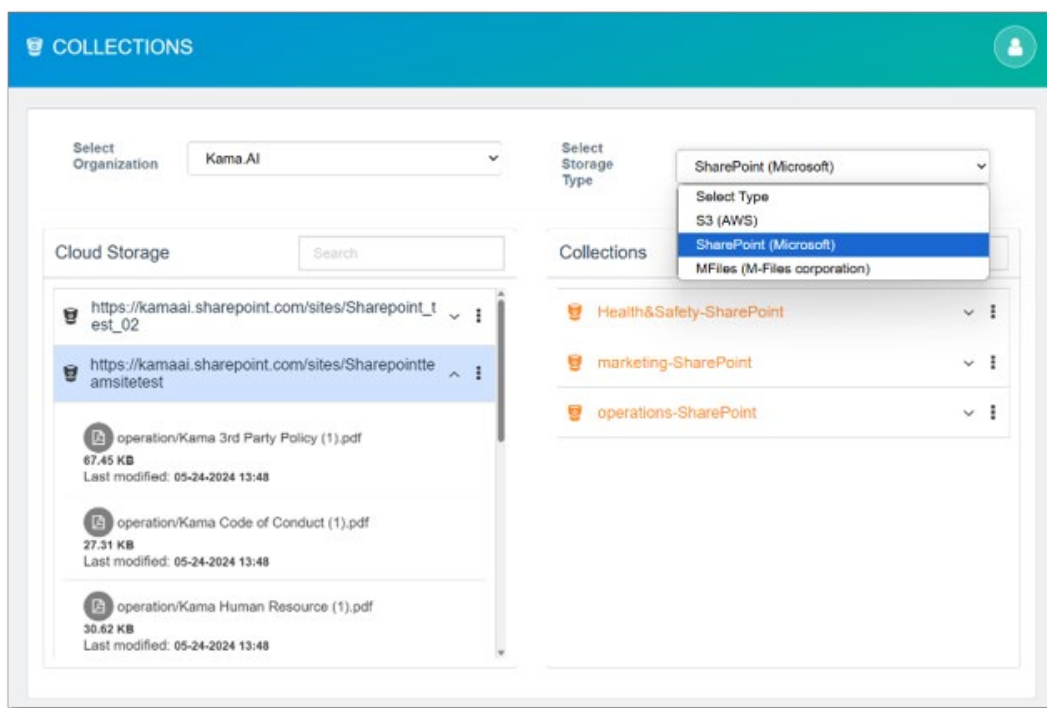 COLLECTIONS
Select
Organization
Kama.AI
Select
Storage
Type
SharePoint (Microsoft)
Select Type
S3 (AWS)
SharePoint (Microsoft)
MFiles (M-Files corporation)
Cloud Storage
Search
https://kamaai.sharepoint.com/sites/Sharepoint_t
est_02
https://kamaai.sharepoint.com/sites/Sharepointte
amsitetest
operation/Kama 3rd Party Policy (1).pdf
67.45 KB
Last modified: 05-24-2024 13:48
operation/Kama Code of Conduct (1).pdf
27.31 KB
Last modified: 05-24-2024 13:48
operation/Kama Human Resource (1).pdf
30.62 KB
Last modified: 05-24-2024 13:48
Collections
Health&Safety-SharePoint
marketing-SharePoint
operations-SharePoint